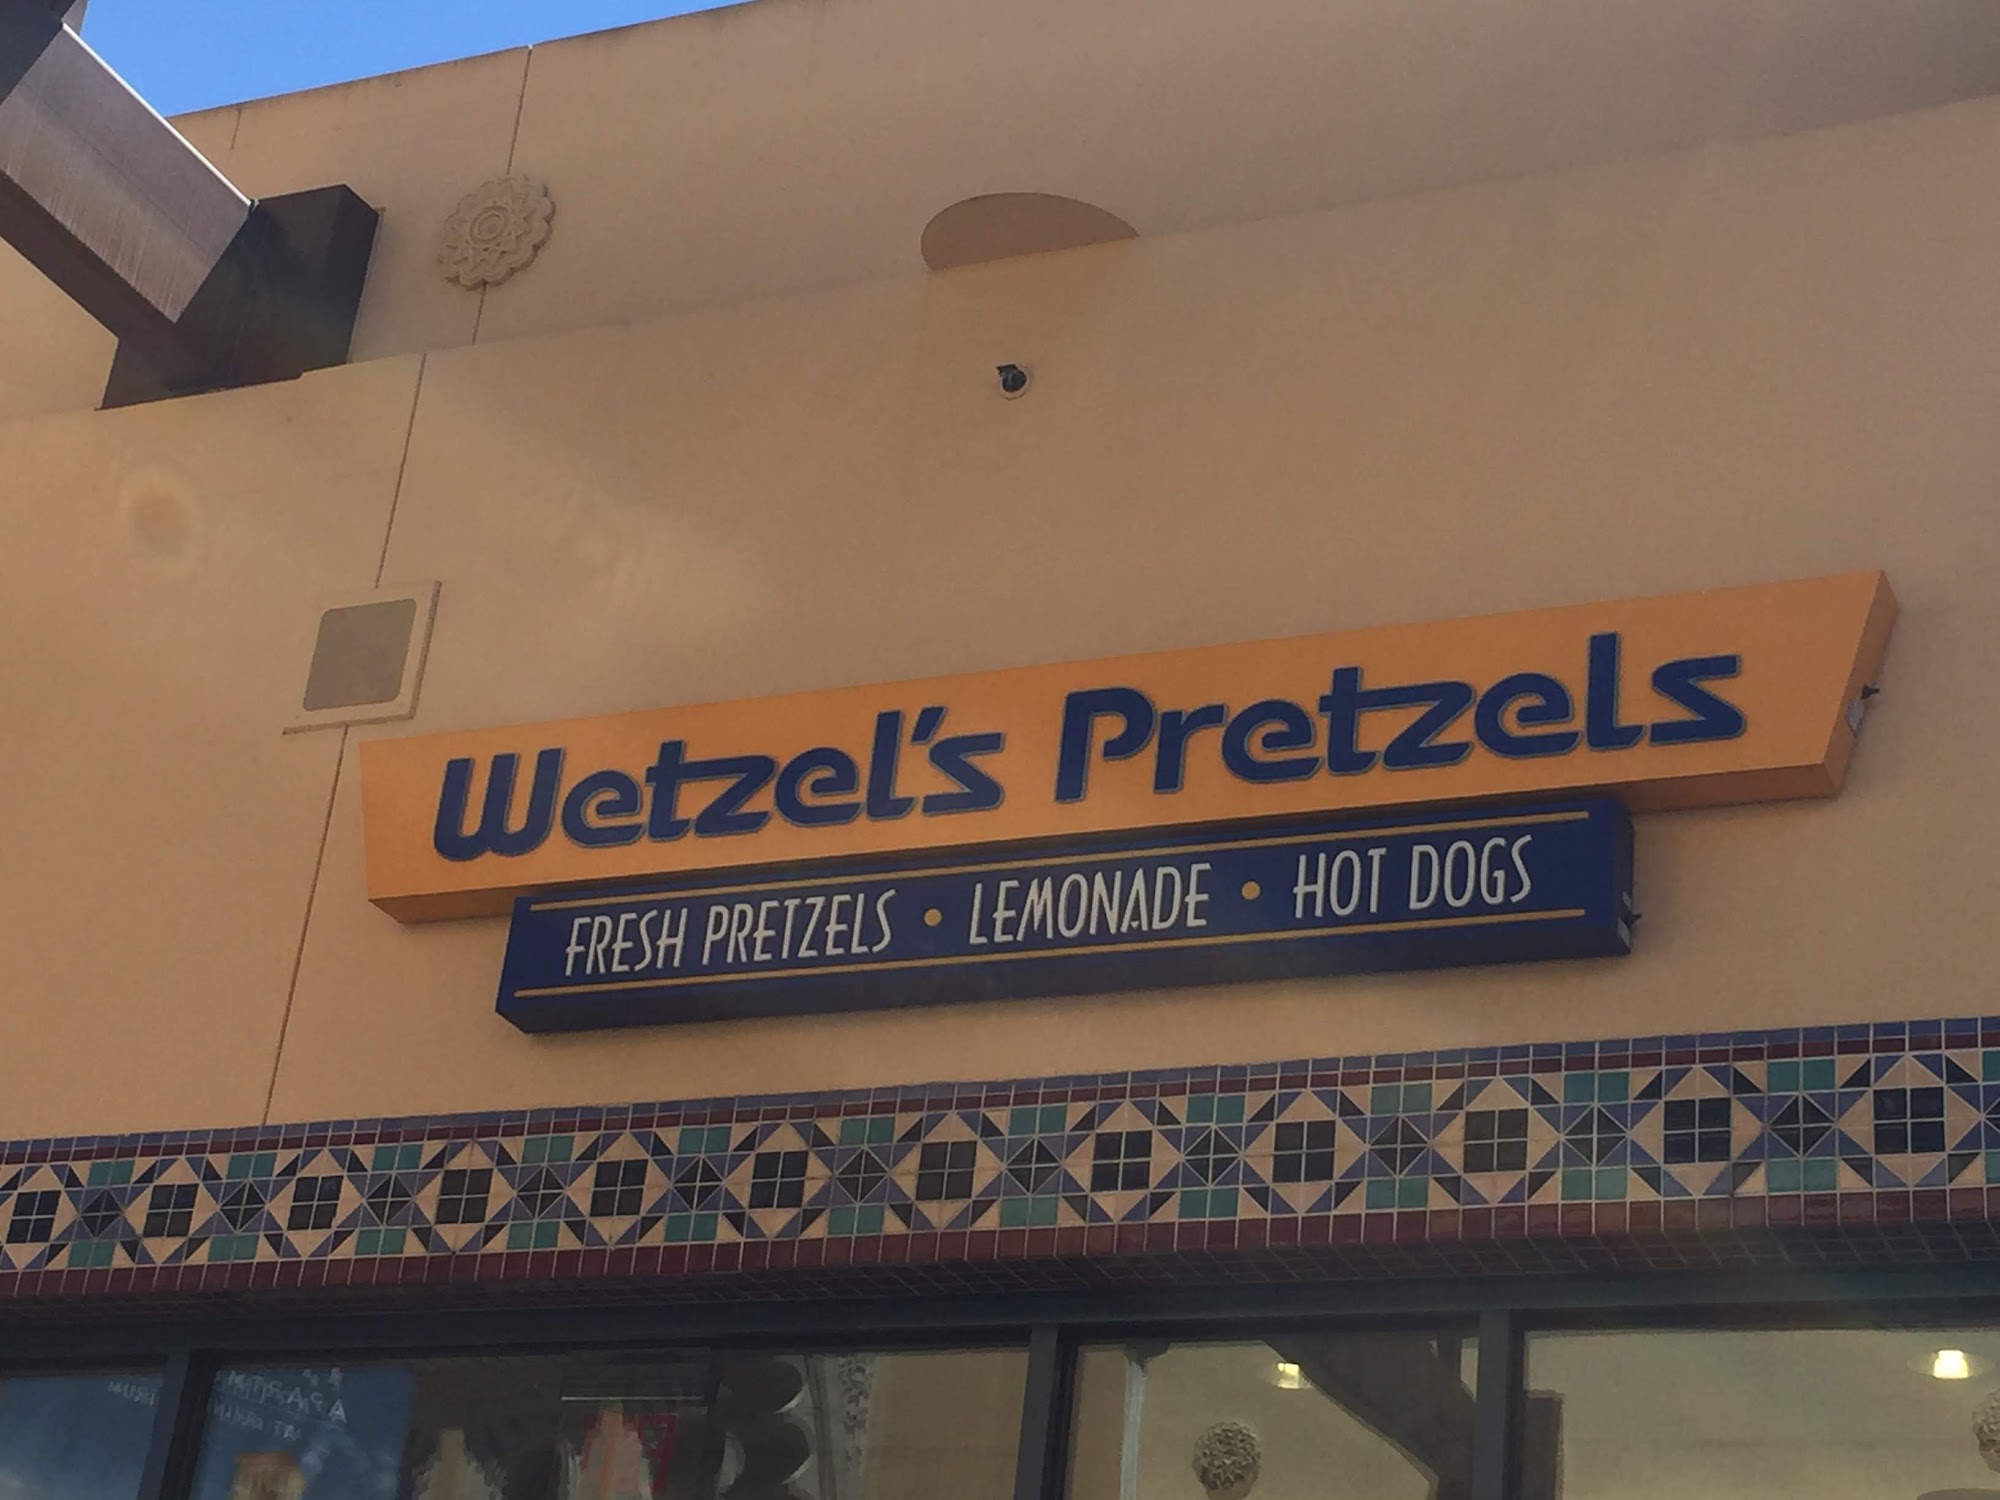 Wetzel's Pretzels
FRESH PRETZELS • LEMONADE • HOT DOGS